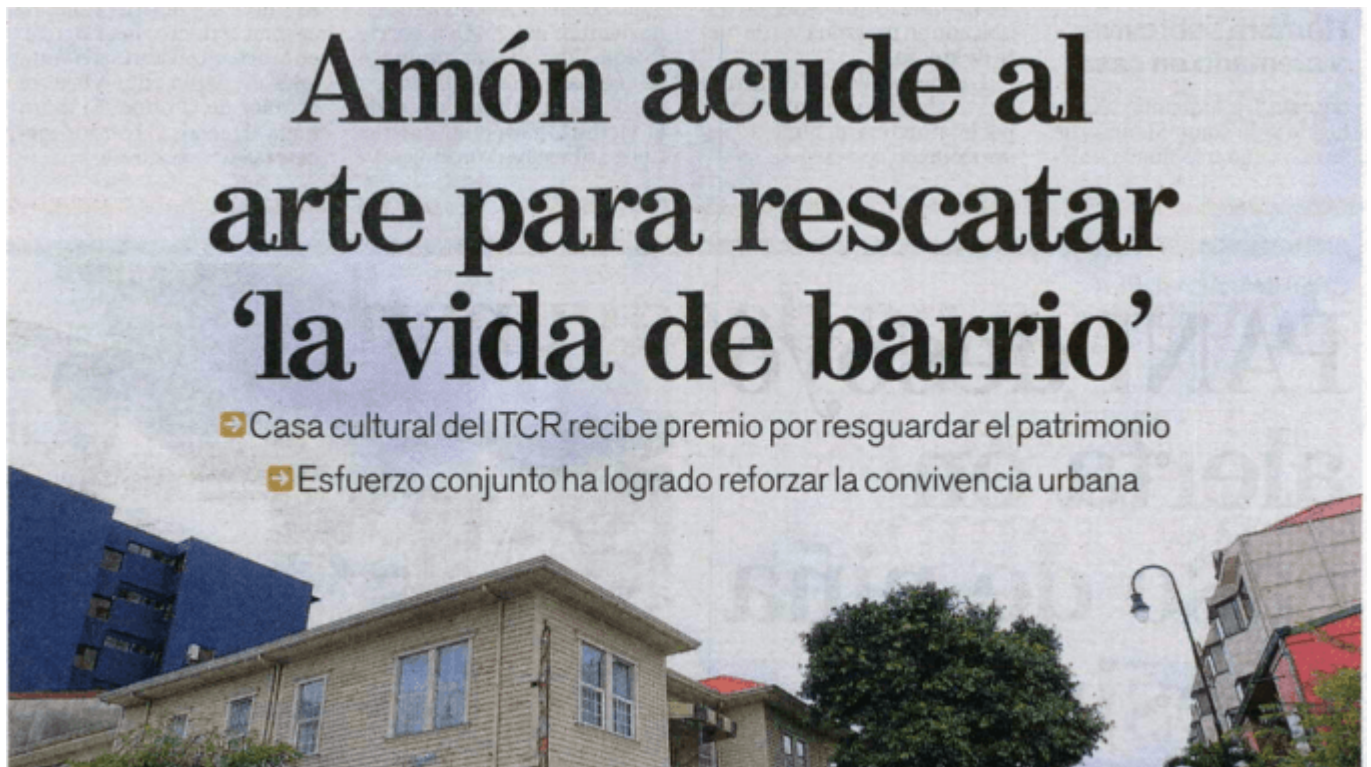 Amón acude al
arte para rescatar
‘la vida de barrio’
Casa cultural del ITCR recibe premio por resguardar el patrimonio
Esfuerzo conjunto ha logrado reforzar la convivencia urbana